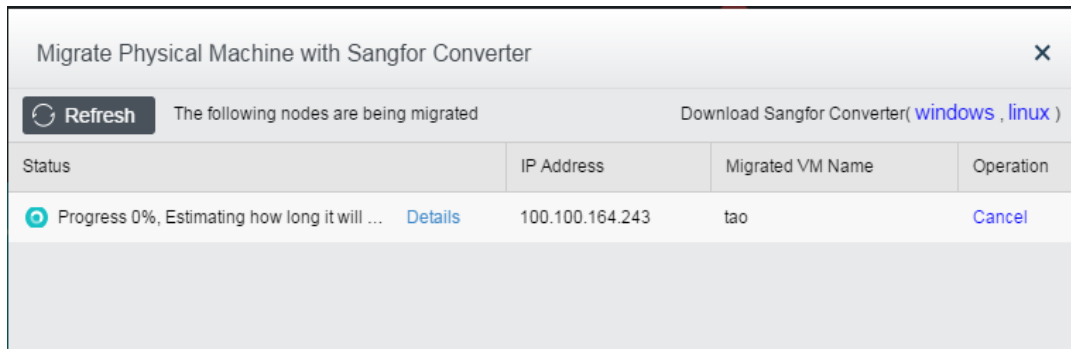 Migrate Physical Machine with Sangfor Converter
Refresh The following nodes are being migrated Download Sangfor Converter( windows , linux )
Status IP Address Migrated VM Name Operation
Progress 0%, Estimating how long it will ... Details 100.100.164.243 tao Cancel